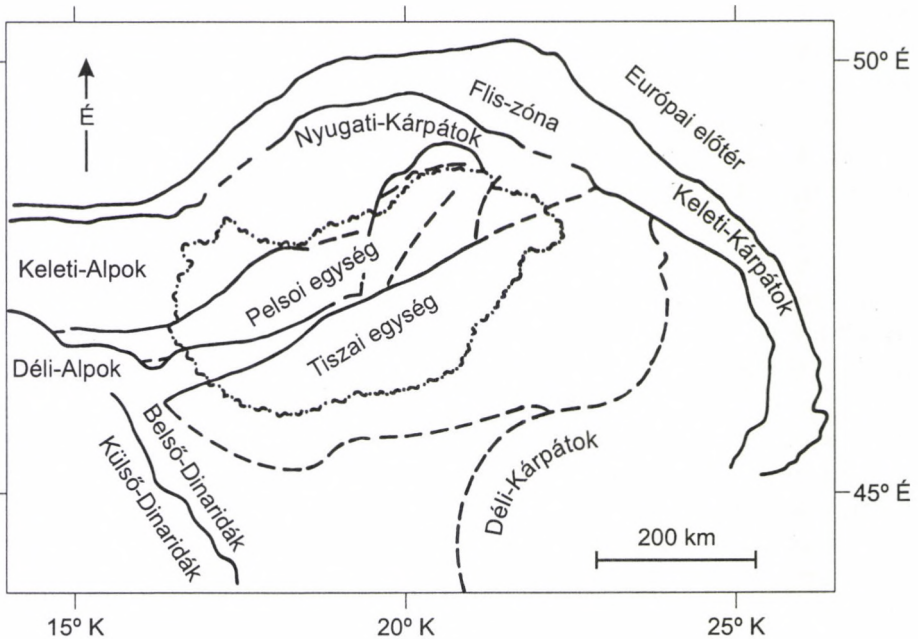 50º É
Európai előtér
Flis-zóna
É
Nyugati-Kárpátok
Keleti-Kárpátok
Keleti-Alpok
Pelsoi egység
Tiszai egység
Déli-Alpok
Belső-Dinaridák
Külső-Dinaridák
Déli-Kárpátok
45º É
200 km
15º K
20º K
25º K